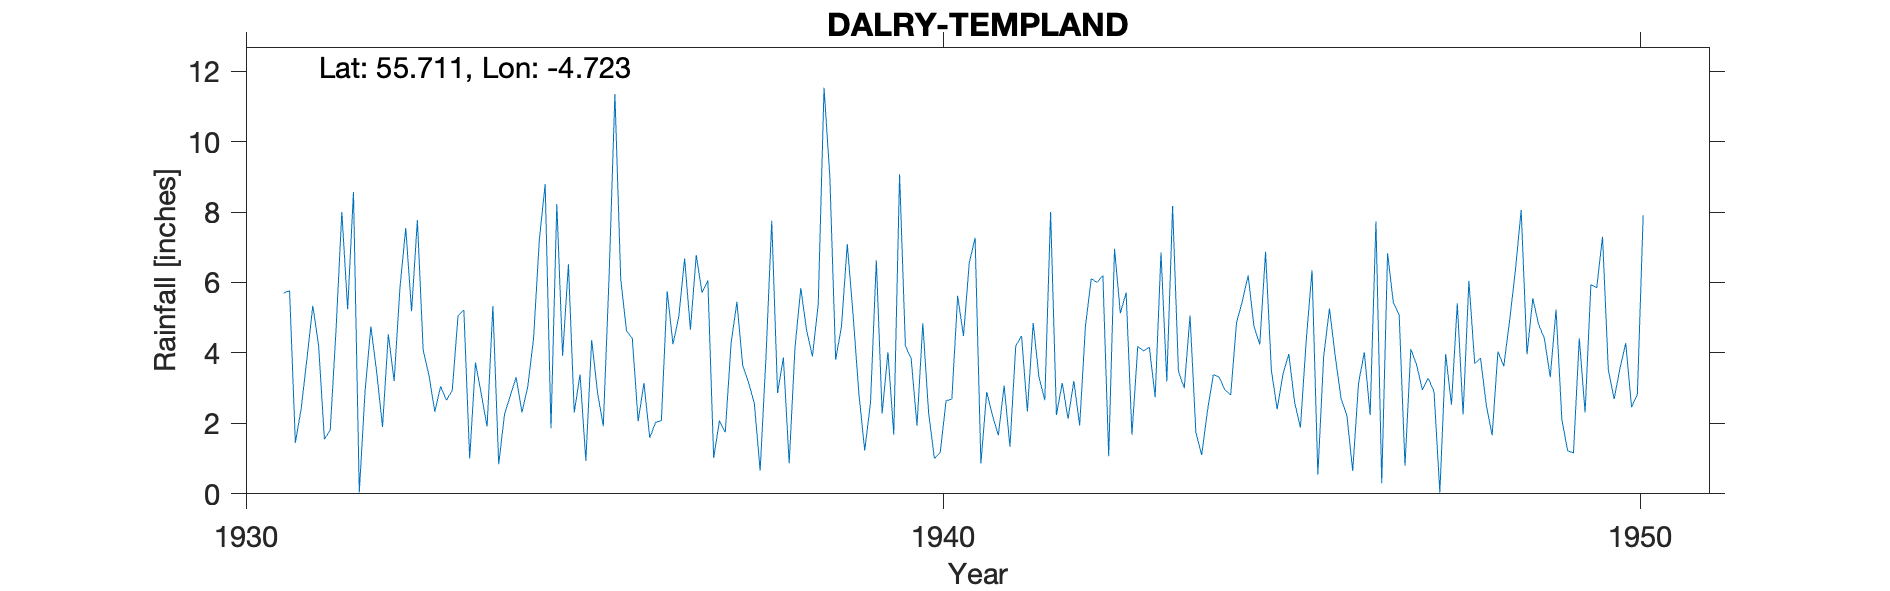 DALRY-TEMPLAND
Lat: 55.711, Lon: -4.723
12
10
8
6
4
2
0
Rainfall [inches]
1930 1940 1950
Year